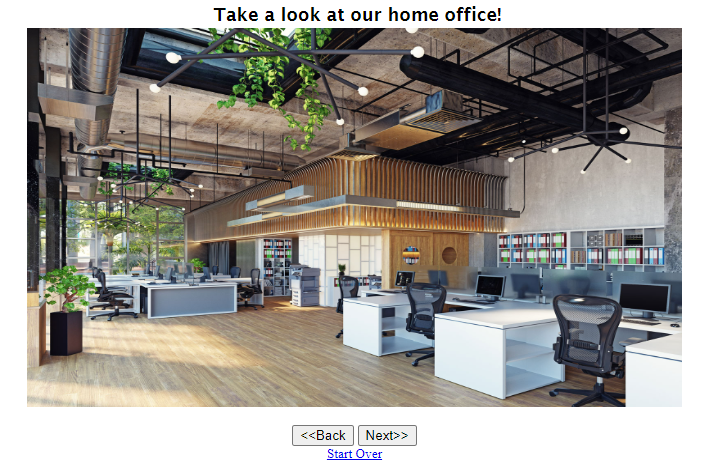 Take a look at our home office!
<<Back Next>>
Start Over